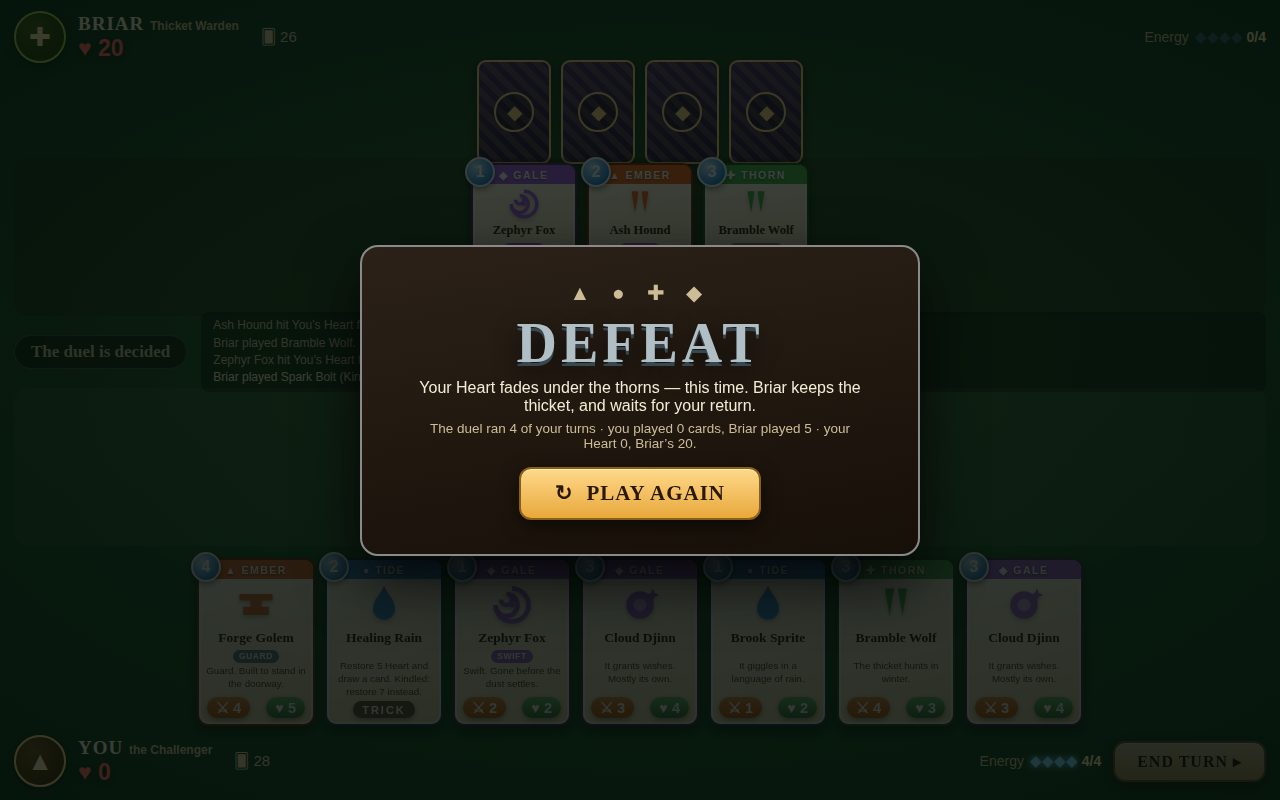 BRIAR Thicket Warden
♥ 20
26
Energy ◆◆◆◆ 0/4
1 ◆ GALE
2 ▲ EMBER
3 ✚ THORN
Zephyr Fox
Ash Hound
Bramble Wolf
The duel is decided
Ash Hound hit You's Heart
Briar played Bramble Wolf.
Zephyr Fox hit You's Heart
Briar played Spark Bolt
▲ ● ✚ ◆
DEFEAT
Your Heart fades under the thorns — this time. Briar keeps the
thicket, and waits for your return.
The duel ran 4 of your turns · you played 0 cards, Briar played 5 · your
Heart 0, Briar’s 20.
↻ PLAY AGAIN
4 ▲ EMBER
Forge Golem
GUARD
Guard. Built to stand in
the doorway.
⚔ 4 ♥ 5
2 ● TIDE
Healing Rain
Restore 5 Heart and
draw a card. Kindled:
restore 7 instead.
TRICK
1 ◆ GALE
Zephyr Fox
SWIFT
Swift. Gone before the
dust settles.
⚔ 2 ♥ 2
3 ◆ GALE
Cloud Djinn
It grants wishes.
Mostly its own.
⚔ 3 ♥ 4
1 ● TIDE
Brook Sprite
It giggles in a
language of rain.
⚔ 1 ♥ 2
3 ✚ THORN
Bramble Wolf
The thicket hunts in
winter.
⚔ 4 ♥ 3
3 ◆ GALE
Cloud Djinn
It grants wishes.
Mostly its own.
⚔ 3 ♥ 4
YOU the Challenger
♥ 0
28
Energy ◆◆◆◆ 4/4
END TURN ▸